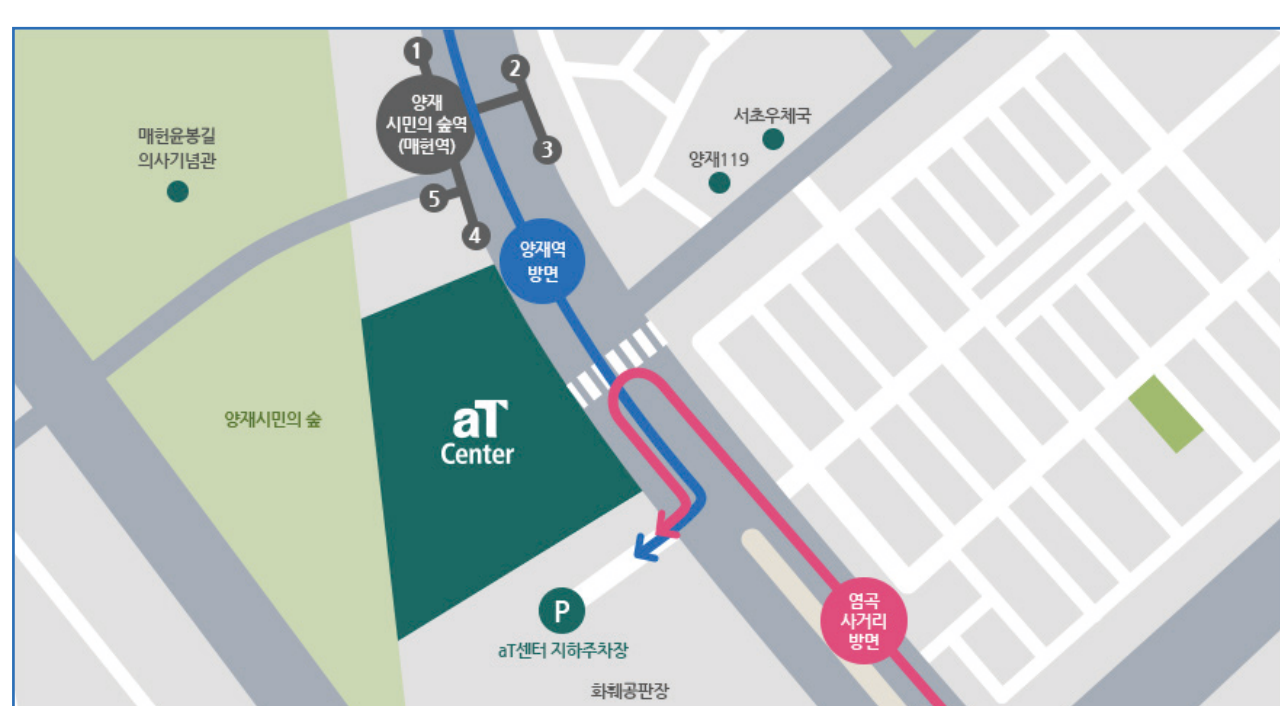 1
2
양재
시민의 숲역
(매헌역)
3
5
4
매헌윤봉길
의사기념관
서초우체국
양재119
양재역
방면
양재시민의 숲
aT
Center
P
aT센터 지하주차장
염곡
사거리
방면
화훼공판장